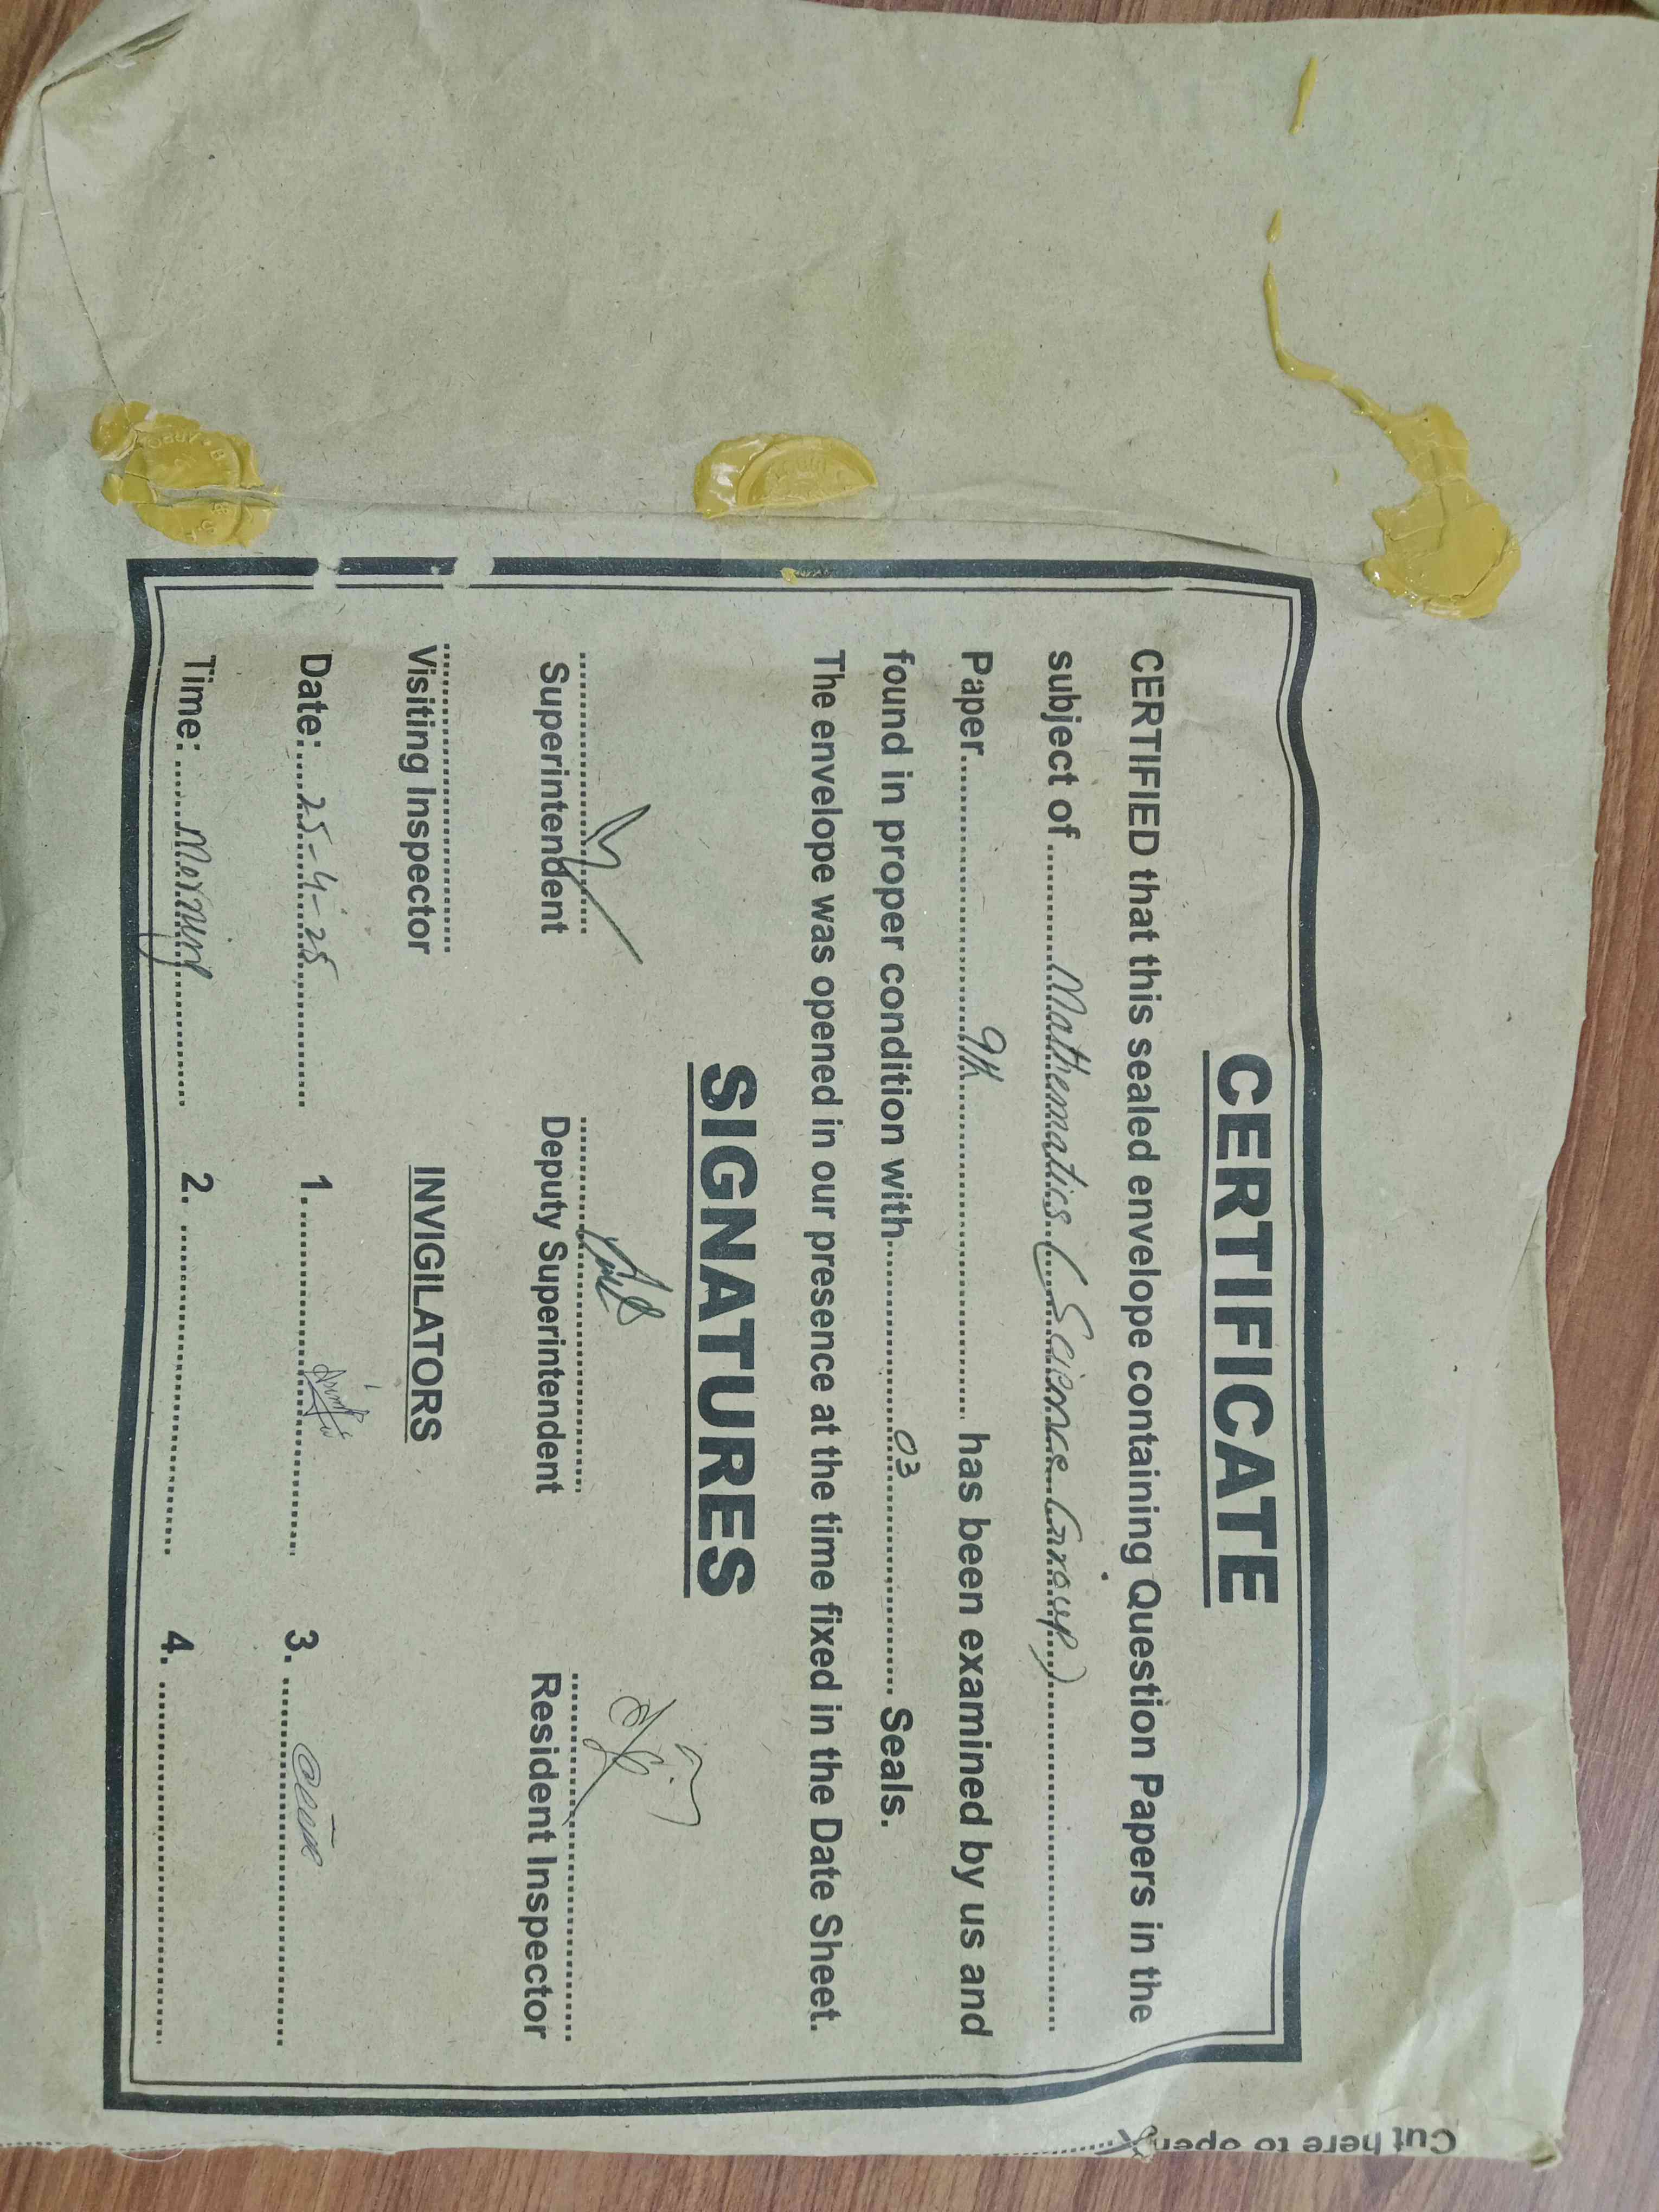 CERTIFICATE
CERTIFIED that this sealed envelope containing Question Papers in the
subject of ........ Mathematics (Science Group) ........
Paper ........ 9th ........ has been examined by us and
found in proper condition with ........ 03 ........ Seals.
The envelope was opened in our presence at the time fixed in the Date Sheet.
SIGNATURES
Superintendent Deputy Superintendent Resident Inspector
Visiting Inspector INVIGILATORS
Date: ..... 25-4-25 ........ 1. ........ 3. ........
Time: ..... Morning ........ 2. ........ 4. ........
Cut here to open